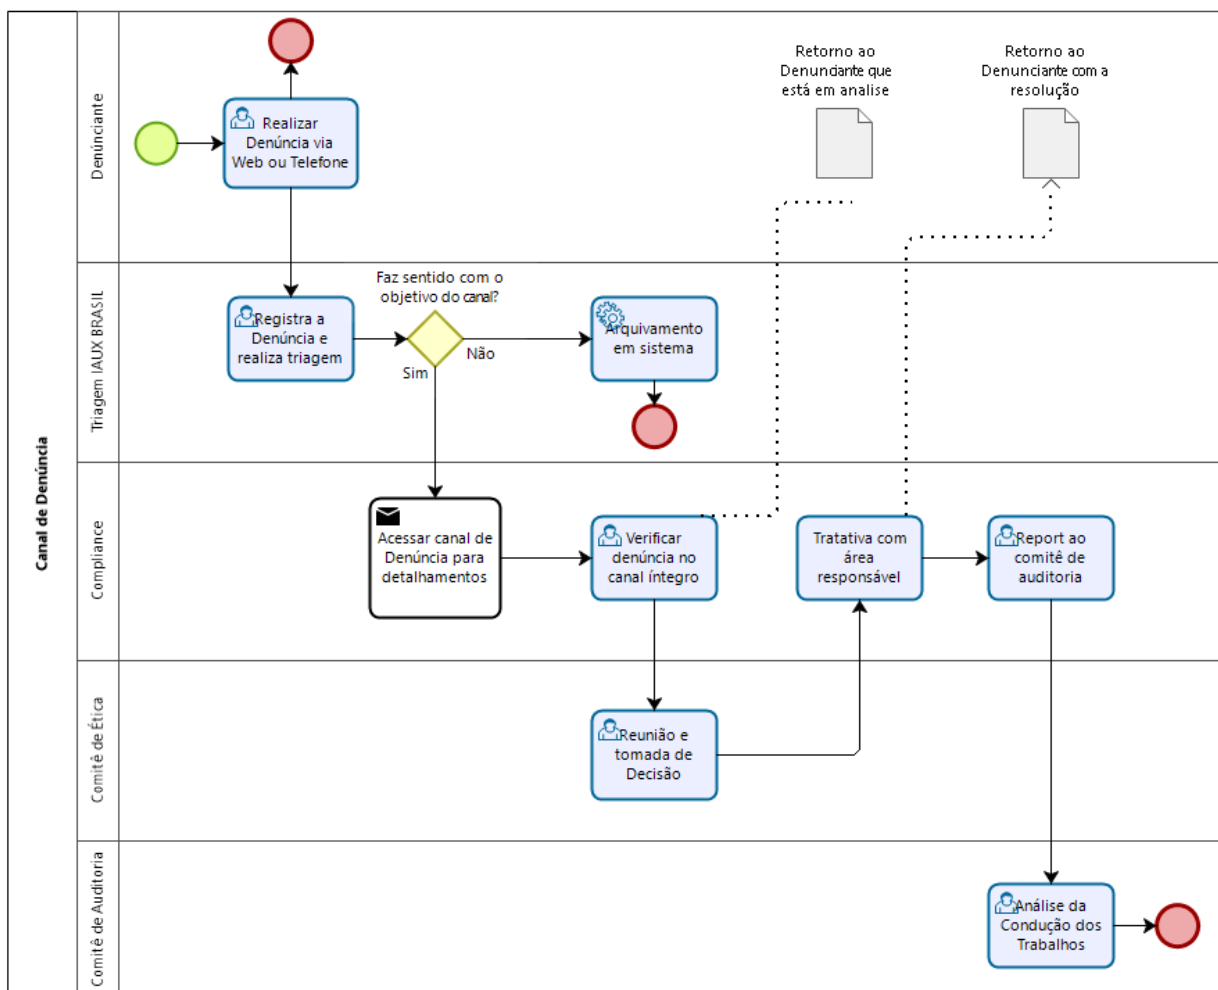 Canal de Denúncia
Denúnciante
Realizar
Denúncia via
Web ou Telefone
Retorno ao
Denunciante que
está em analise
Retorno ao
Denunciante com a
resolução
Triagem IAUX BRASIL
Registra a
Denúncia e
realiza triagem
Faz sentido com o
objetivo do canal?
Sim
Não
Arquivamento
em sistema
Compliance
Acessar canal de
Denúncia para
detalhamentos
Verificar
denúncia no
canal íntegro
Tratativa com
área
responsável
Report ao
comitê de
auditoria
Comitê de Ética
Reunião e
tomada de
Decisão
Comitê de Auditoria
Análise da
Condução dos
Trabalhos